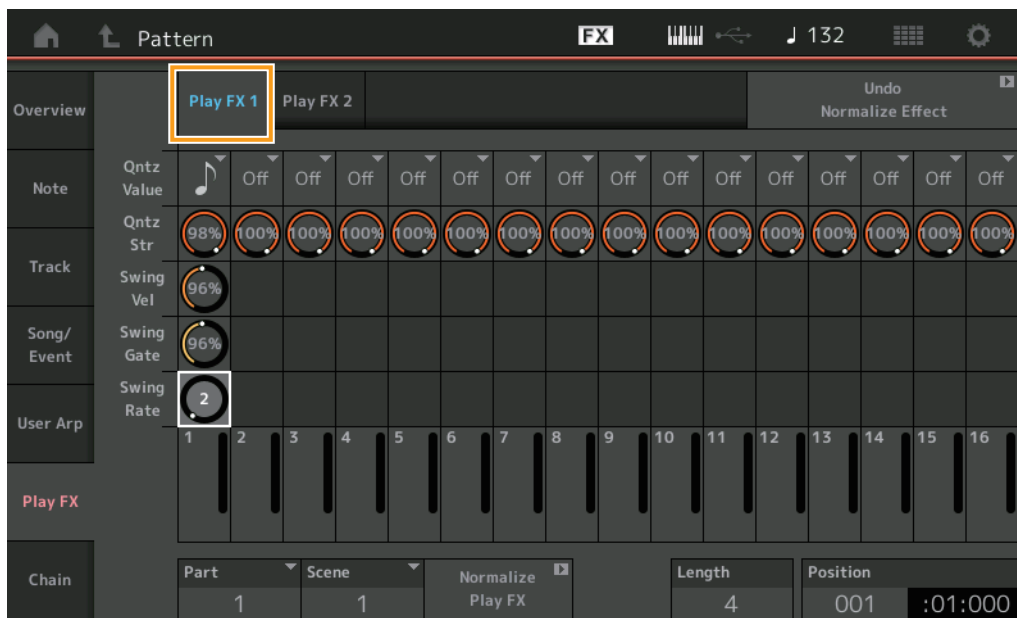 Pattern FX ♩ 132
Play FX 1 Play FX 2 Undo
Normalize Effect
Overview
Note
Track
Song/
Event
User Arp
Play FX
Chain
Qntz
Value
♪ Off Off Off Off Off Off Off Off Off Off Off Off Off Off Off
Qntz
Str
98% 100% 100% 100% 100% 100% 100% 100% 100% 100% 100% 100% 100% 100% 100% 100%
Swing
Vel
96%
Swing
Gate
96%
Swing
Rate
2
1 2 3 4 5 6 7 8 9 10 11 12 13 14 15 16
Part
1
Scene
1
Normalize
Play FX
Length
4
Position
001 :01:000